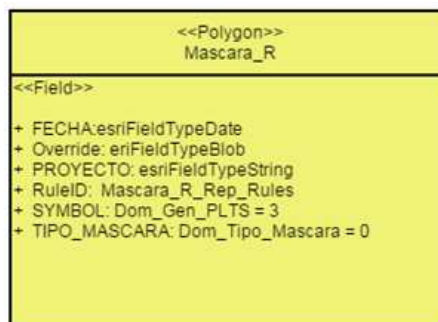 <<Polygon>>
Mascara_R
<<Field>>
+ FECHA:esriFieldTypeDate
+ Override: eriFieldTypeBlob
+ PROYECTO: esriFieldTypeString
+ RuleID: Mascara_R_Rep_Rules
+ SYMBOL: Dom_Gen_PLTS = 3
+ TIPO_MASCARA: Dom_Tipo_Mascara = 0